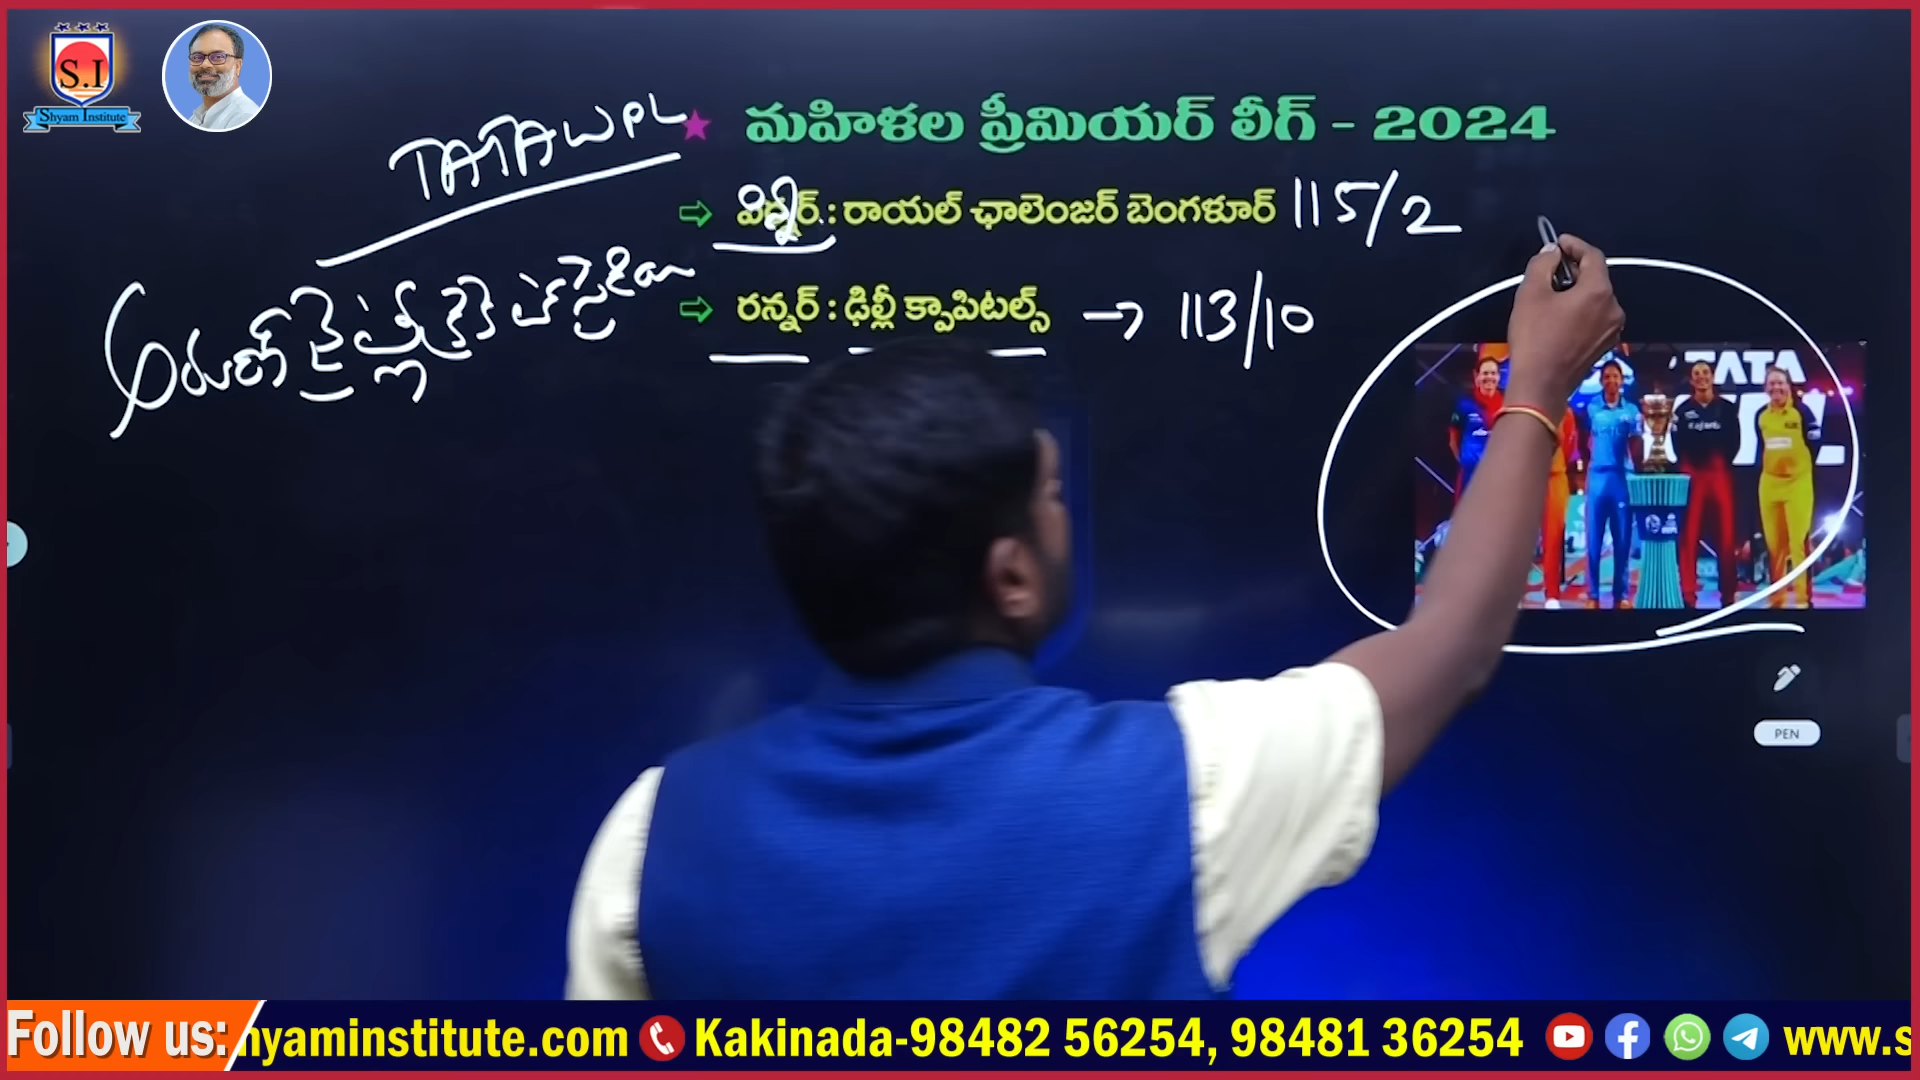 S.I
Shyam Institute
TATA WPL
★ మహిళల ప్రీమియర్ లీగ్ - 2024
⇨ విన్నర్ : రాయల్ ఛాలెంజర్ బెంగళూర్ 115/2
⇨ రన్నర్ : ఢిల్లీ క్యాపిటల్స్ → 113/10
అరుణ్ జైట్లీ
TATA
PEN
Follow us:
hyaminstitute.com
Kakinada-98482 56254, 98481 36254
www.s